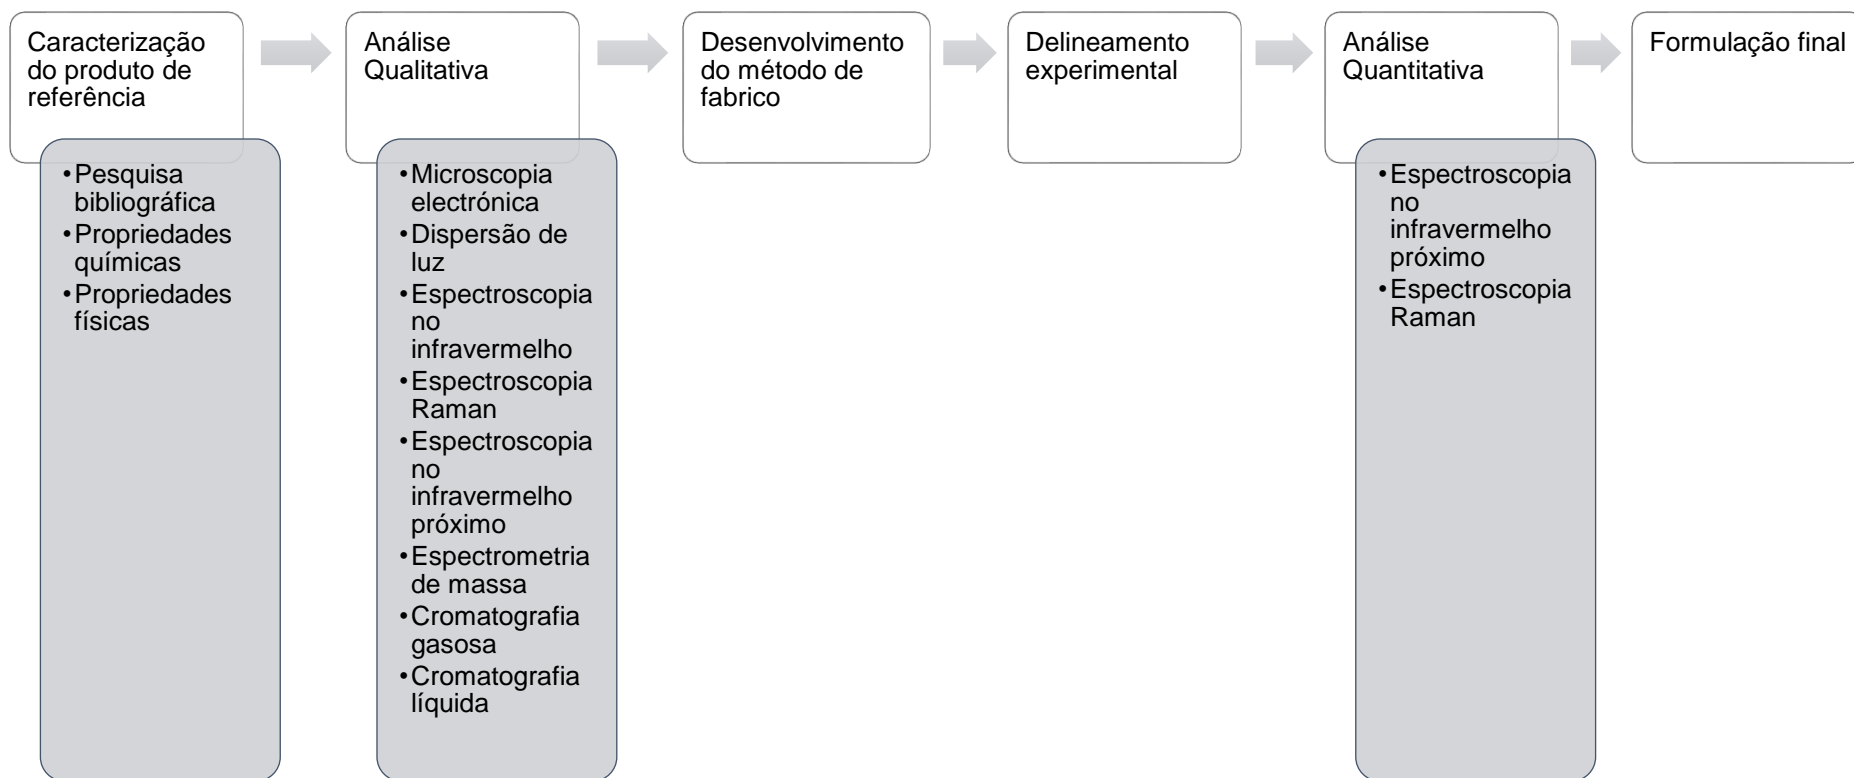 Caracterização
do produto de
referência
•Pesquisa
bibliográfica
•Propriedades
químicas
•Propriedades
físicas
Análise
Qualitativa
•Microscopia
electrónica
•Dispersão de
luz
•Espectroscopia
no
infravermelho
•Espectroscopia
Raman
•Espectroscopia
no
infravermelho
próximo
•Espectrometria
de massa
•Cromatografia
gasosa
•Cromatografia
líquida
Desenvolvimento
do método de
fabrico
Delineamento
experimental
Análise
Quantitativa
•Espectroscopia
no
infravermelho
próximo
•Espectroscopia
Raman
Formulação final